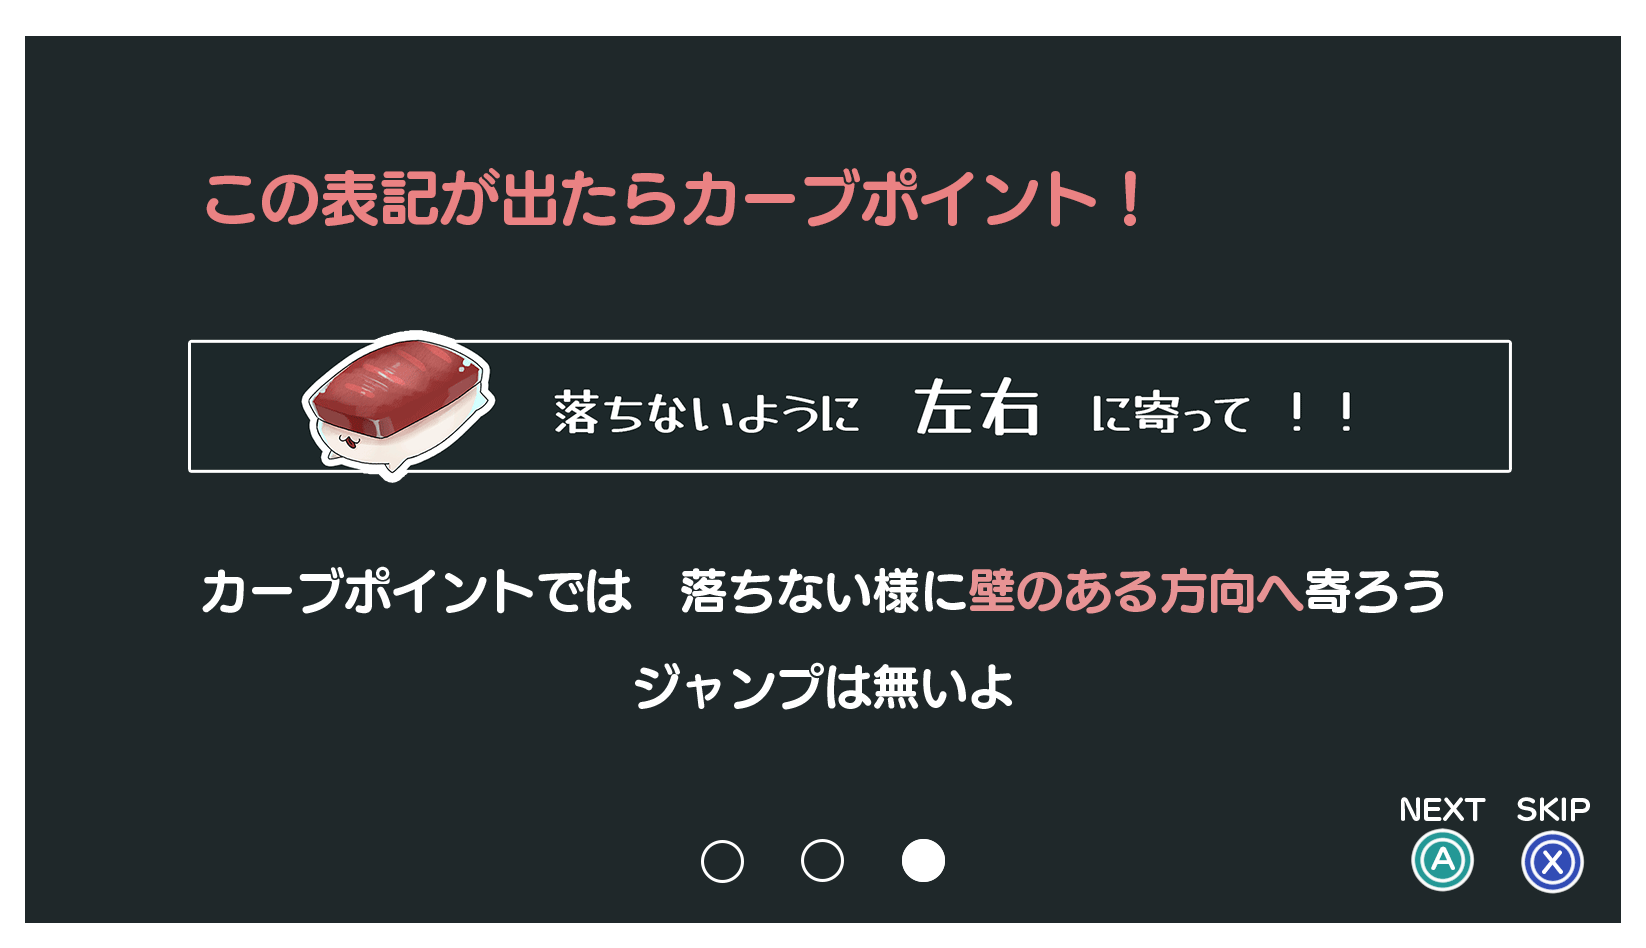 この表記が出たらカーブポイント！
落ちないように　左右　に寄って！！
カーブポイントでは　落ちない様に壁のある方向へ寄ろう
ジャンプは無いよ
NEXT SKIP
A X